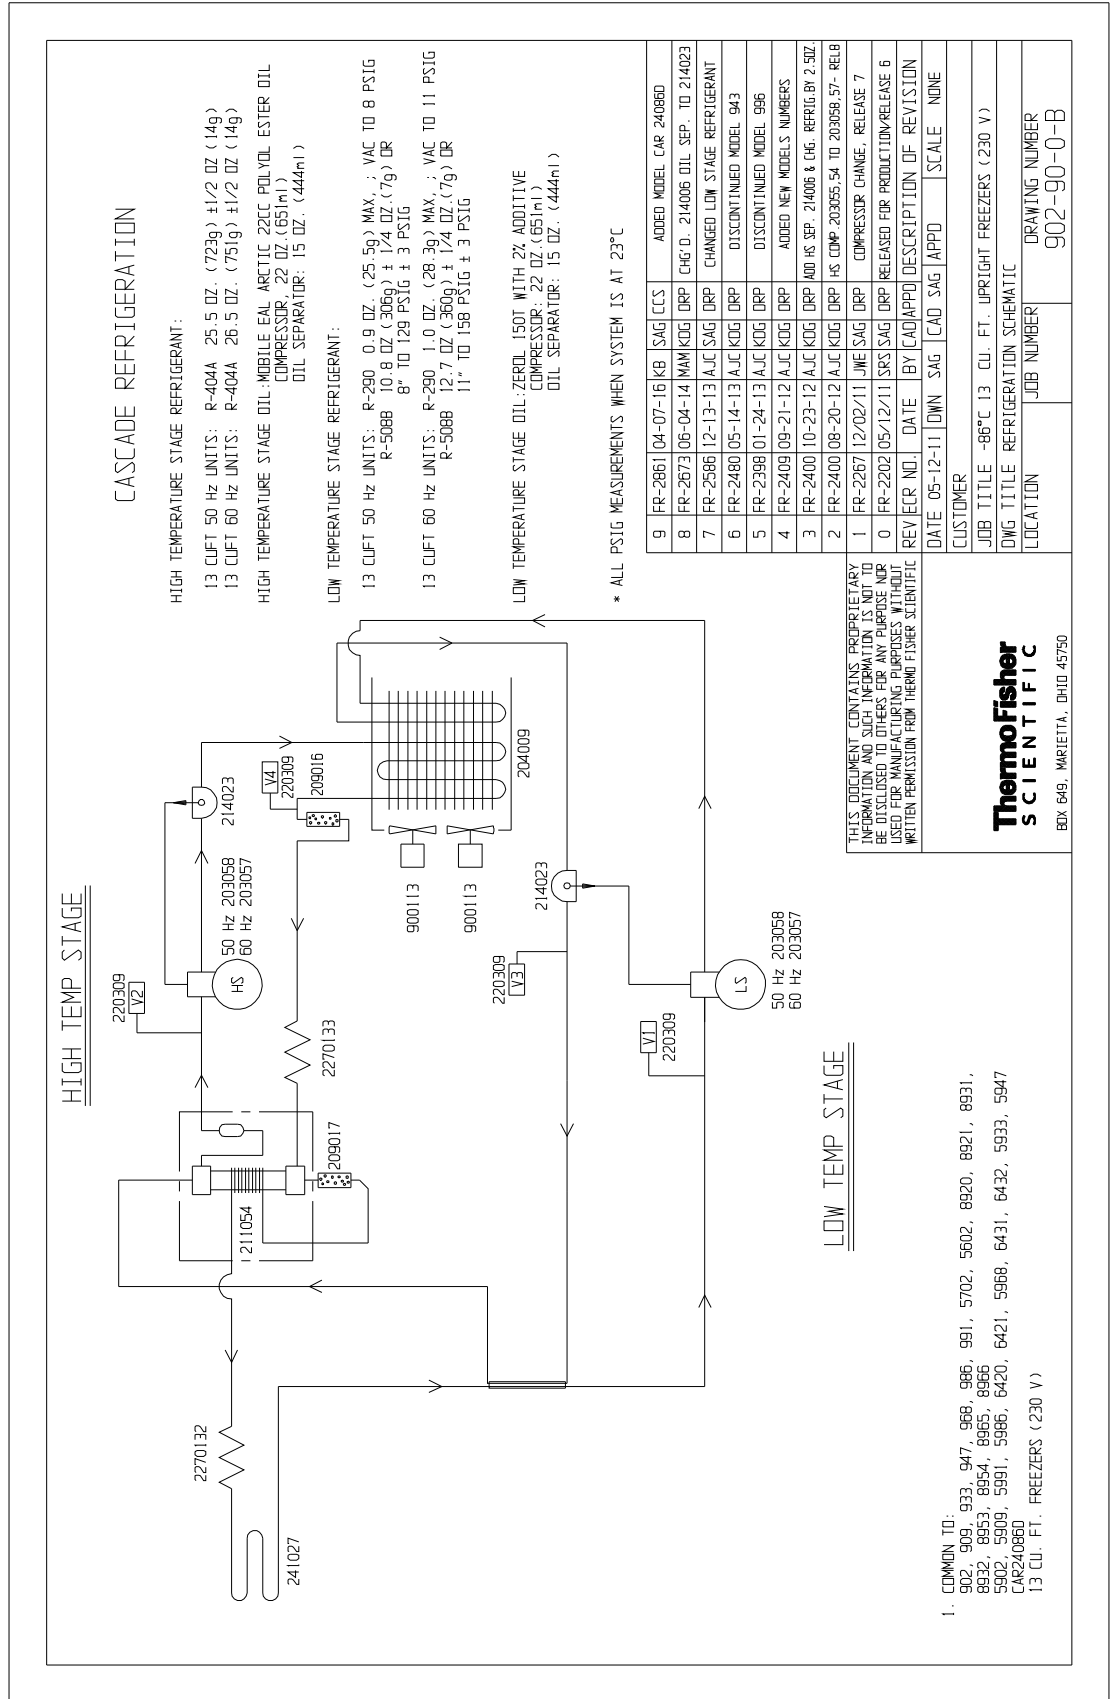 CASCADE REFRIGERATION
HIGH TEMPERATURE STAGE REFRIGERANT:
13 CUFT 50 Hz UNITS: R-404A 25.5 OZ. (723g) ±1/2 OZ (14g)
13 CUFT 60 Hz UNITS: R-404A 26.5 OZ. (751g) ±1/2 OZ (14g)
HIGH TEMPERATURE STAGE OIL:MOBILE EAL ARCTIC 22CC POLYOL ESTER OIL
COMPRESSOR, 22 OZ.(651ml)
OIL SEPARATOR: 15 OZ. (444ml)
LOW TEMPERATURE STAGE REFRIGERANT:
13 CUFT 50 Hz UNITS: R-290 0.9 OZ. (25.5g) MAX, ; VAC TO 8 PSIG
R-508B 10.8 OZ (306g) ± 1/4 OZ.(7g) OR
8" TO 129 PSIG ± 3 PSIG
13 CUFT 60 Hz UNITS: R-290 1.0 OZ. (28.3g) MAX, ; VAC TO 11 PSIG
R-508B 12.7 OZ (360g) ± 1/4 OZ.(7g) OR
11" TO 158 PSIG ± 3 PSIG
LOW TEMPERATURE STAGE OIL:ZEROL 150T WITH 2% ADDITIVE
COMPRESSOR: 22 OZ.(651ml)
OIL SEPARATOR: 15 OZ. (444ml)
* ALL PSIG MEASUREMENTS WHEN SYSTEM IS AT 23°C
HIGH TEMP STAGE
220309
V2
HS
50 Hz 203058
60 Hz 203057
214023
V4
220309
209016
2270133
209017
211054
2270132
241027
204009
900113
900113
214023
220309
V3
V1
220309
LS
50 Hz 203058
60 Hz 203057
LOW TEMP STAGE
1. COMMON TO:
902, 909, 933, 947, 968, 986, 991, 5702, 5602, 8920, 8921, 8931,
8932, 8953, 8954, 8965, 8966
5902, 5909, 5991, 5986, 6420, 6421, 5968, 6431, 6432, 5933, 5947
CAR24086D
13 CU. FT. FREEZERS (230 V)
9 FR-2861 04-07-16 KB SAG CCS ADDED MODEL CAR 24086D
8 FR-2673 06-04-14 MAM KDG DRP CHG'D. 214006 OIL SEP. TO 214023
7 FR-2586 12-13-13 AJC SAG DRP CHANGED LOW STAGE REFRIGERANT
6 FR-2480 05-14-13 AJC KDG DRP DISCONTINUED MODEL 943
5 FR-2398 01-24-13 AJC KDG DRP DISCONTINUED MODEL 996
4 FR-2409 09-21-12 AJC KDG DRP ADDED NEW MODELS NUMBERS
3 FR-2400 10-23-12 AJC KDG DRP ADD HS SEP. 214006 & CHG. REFRIG.BY 2.5OZ.
2 FR-2400 08-20-12 AJC KDG DRP HS COMP.203055,54 TO 203058,57- REL8
1 FR-2267 12/02/11 JWE SAG DRP COMPRESSOR CHANGE, RELEASE 7
0 FR-2202 05/12/11 SRS SAG DRP RELEASED FOR PRODUCTION/RELEASE 6
REV ECR NO. DATE BY CAD APPD DESCRIPTION OF REVISION
DATE 05-12-11 DWN SAG CAD SAG APPD SCALE NONE
CUSTOMER
JOB TITLE -86°C 13 CU. FT. UPRIGHT FREEZERS (230 V)
DWG TITLE REFRIGERATION SCHEMATIC
LOCATION JOB NUMBER DRAWING NUMBER
902-90-0-B
THIS DOCUMENT CONTAINS PROPRIETARY
INFORMATION AND SUCH INFORMATION IS NOT TO
BE DISCLOSED TO OTHERS FOR ANY PURPOSE NOR
USED FOR MANUFACTURING PURPOSES WITHOUT
WRITTEN PERMISSION FROM THERMO FISHER SCIENTIFIC
ThermoFisher
SCIENTIFIC
BOX 649, MARIETTA, OHIO 45750